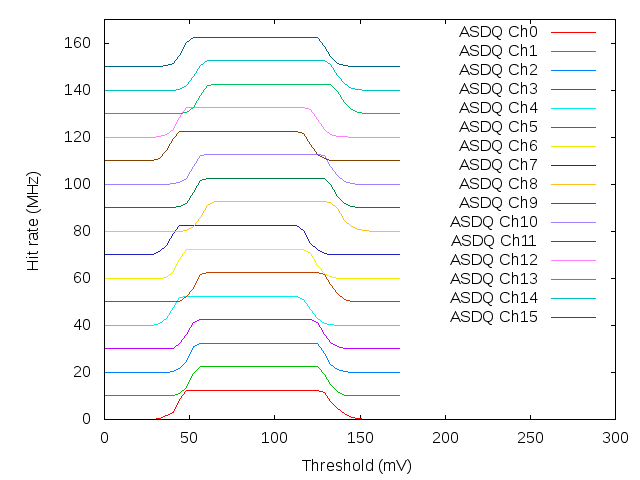 ASDQ Ch0
ASDQ Ch1
ASDQ Ch2
ASDQ Ch3
ASDQ Ch4
ASDQ Ch5
ASDQ Ch6
ASDQ Ch7
ASDQ Ch8
ASDQ Ch9
ASDQ Ch10
ASDQ Ch11
ASDQ Ch12
ASDQ Ch13
ASDQ Ch14
ASDQ Ch15
160
140
120
100
80
60
40
20
0
Hit rate (MHz)
0 50 100 150 200 250 300
Threshold (mV)